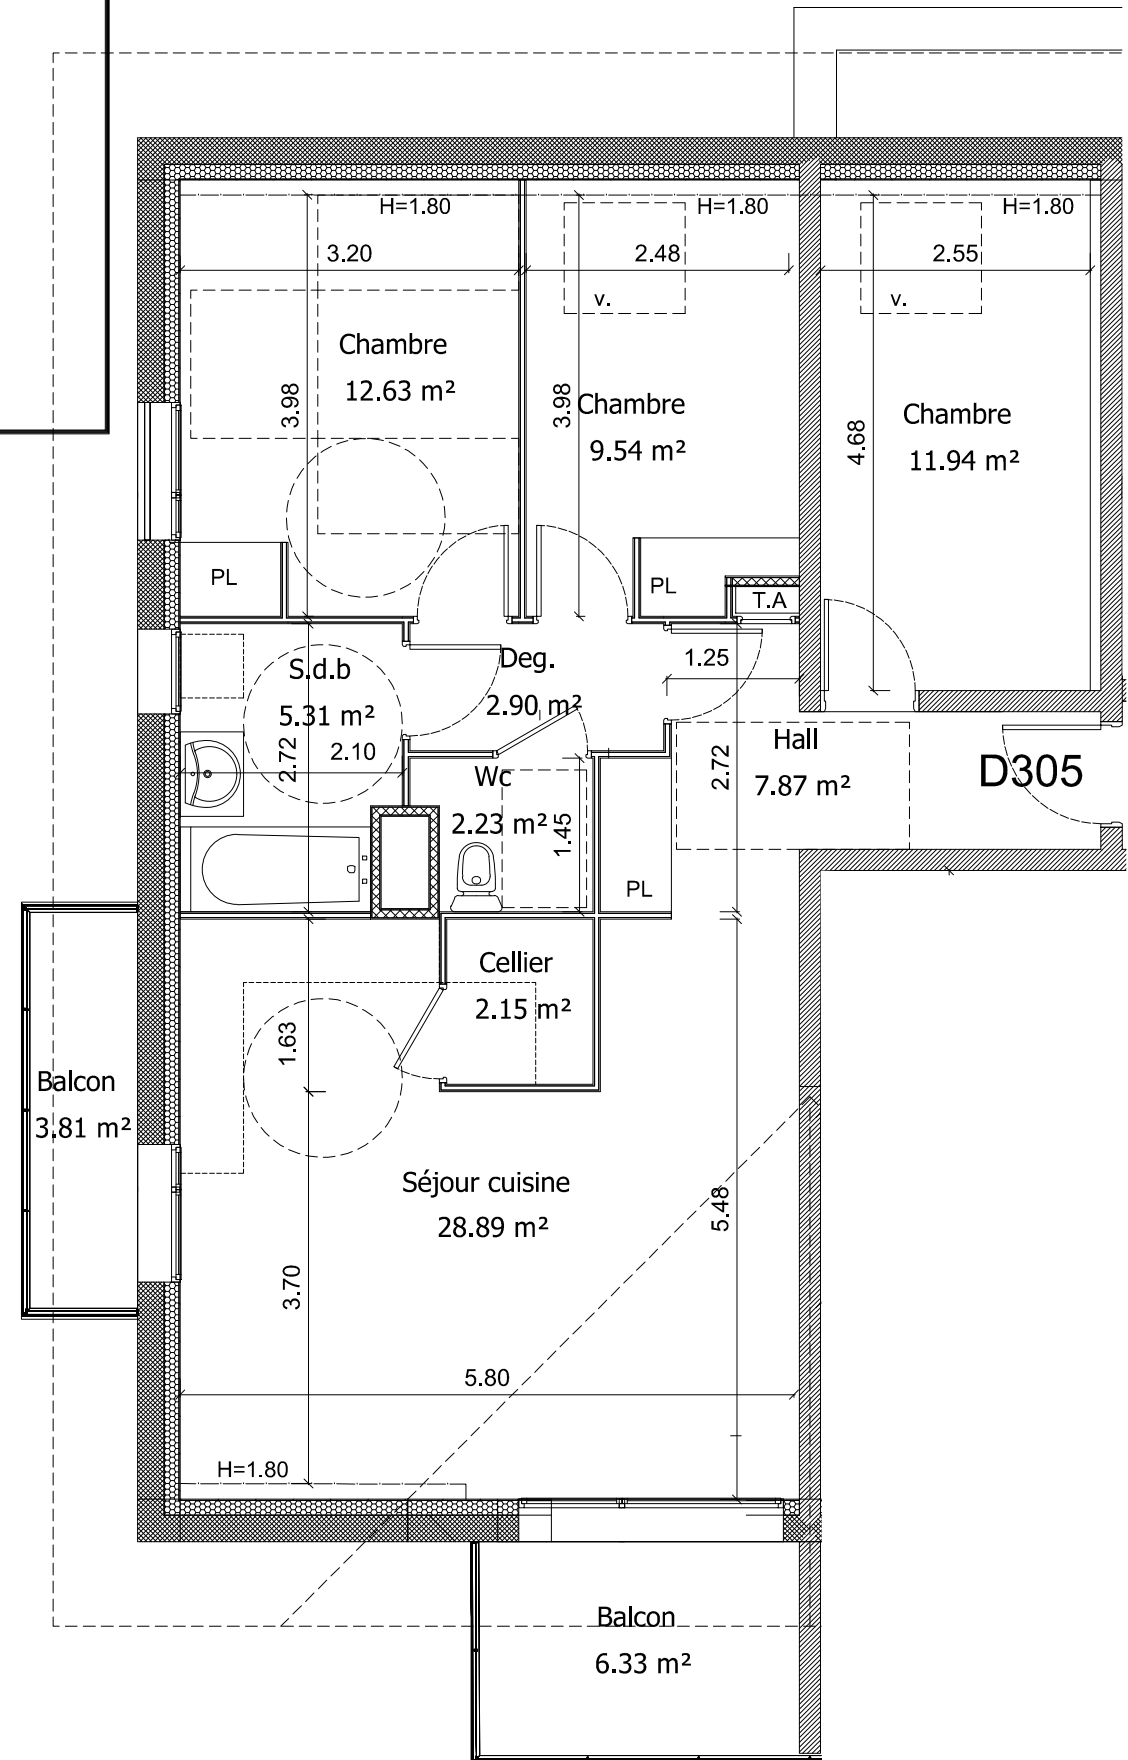 H=1.80
H=1.80
H=1.80
3.20
2.48
2.55
v.
v.
Chambre
12.63 m²
3.98
3.98
Chambre
9.54 m²
4.68
Chambre
11.94 m²
PL
PL
T.A
S.d.b
5.31 m²
2.72
2.10
Deg.
2.90 m²
1.25
2.72
Hall
7.87 m²
D305
Wc
2.23 m²
1.45
PL
Cellier
2.15 m²
1.63
Balcon
3.81 m²
Séjour cuisine
28.89 m²
5.48
3.70
5.80
H=1.80
Balcon
6.33 m²